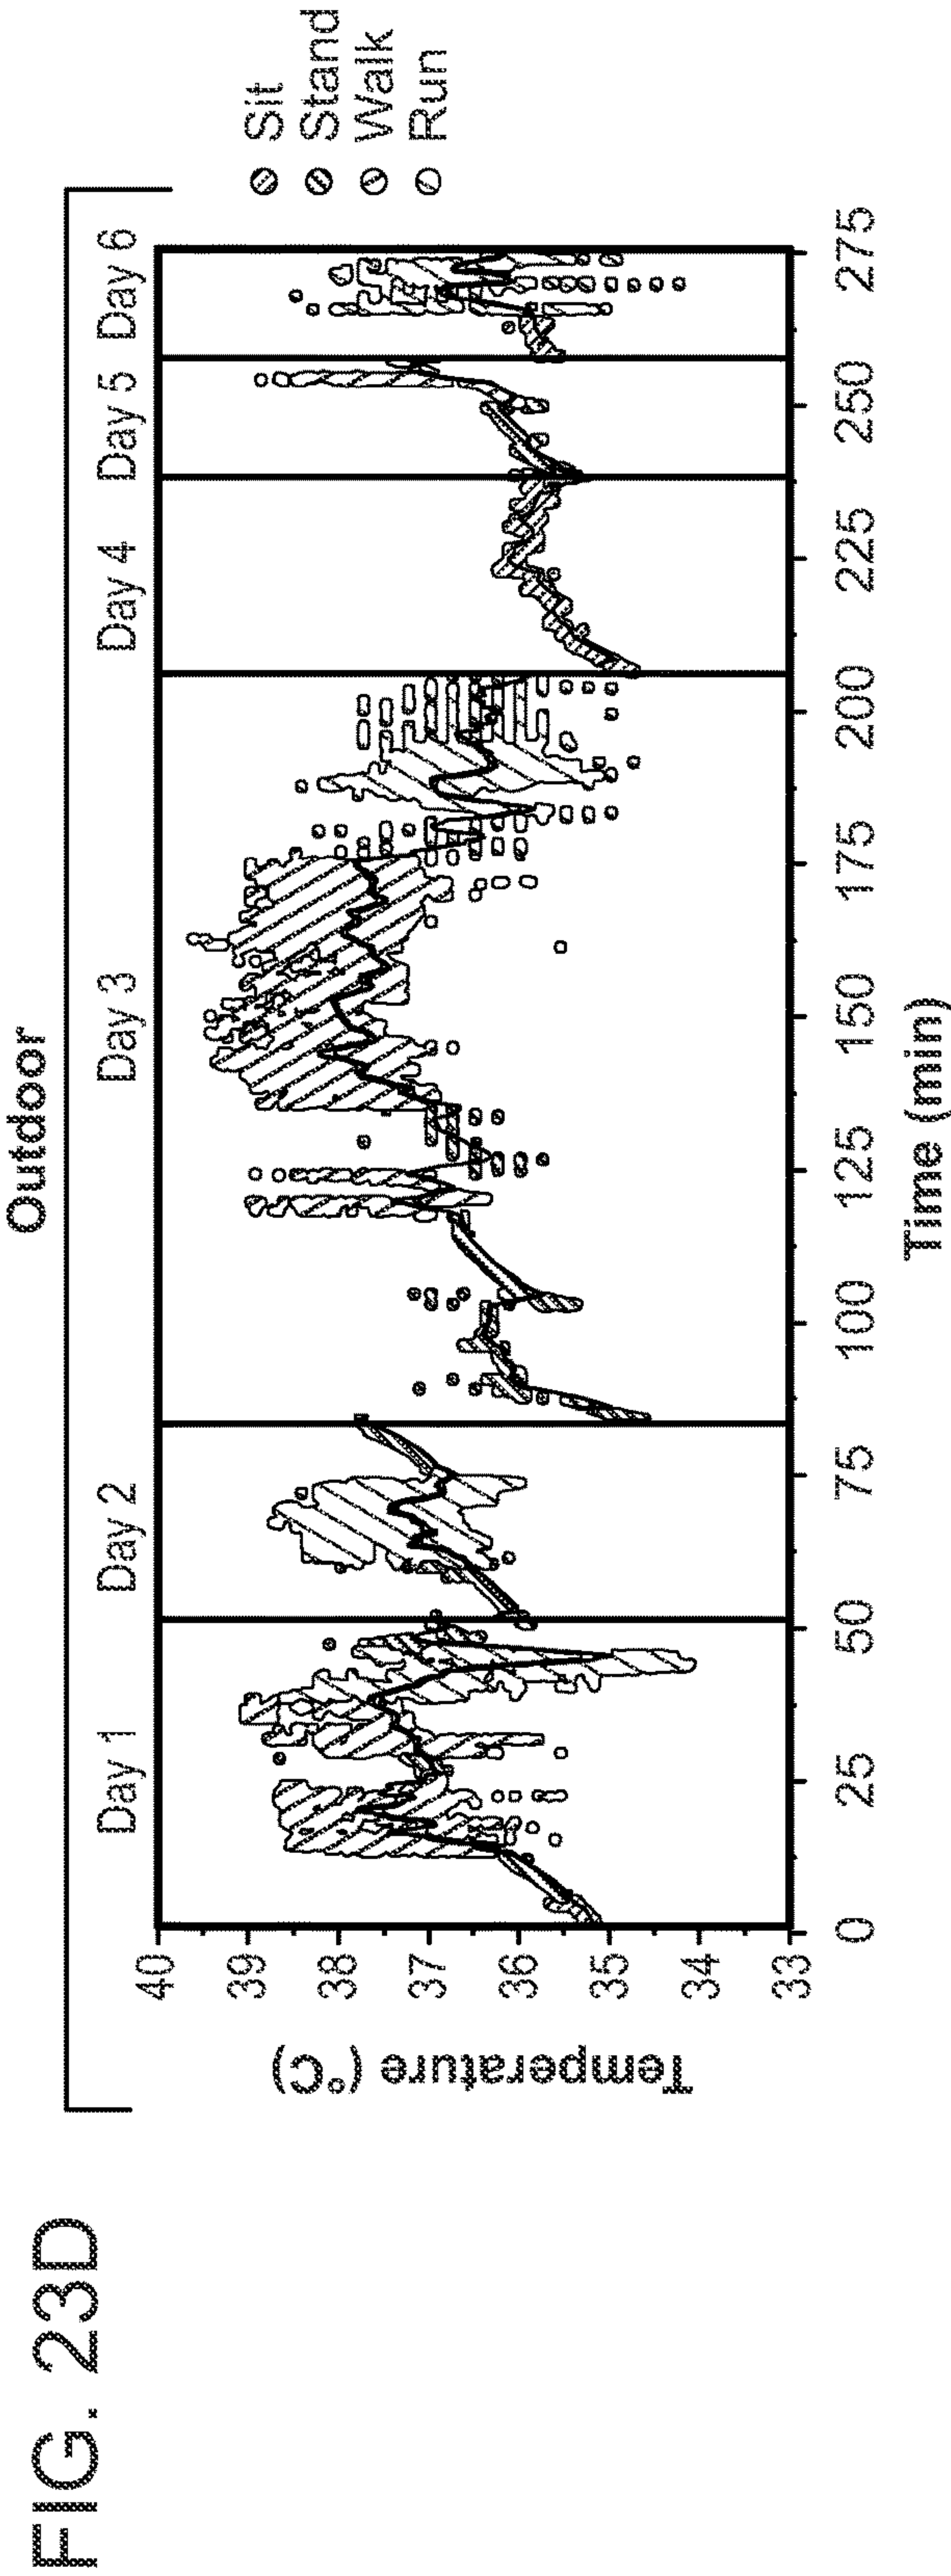 FIG. 23D
Outdoor
Day 1 Day 2 Day 3 Day 4 Day 5 Day 6
Sit
Stand
Walk
Run
Temperature (°C)
40
39
38
37
36
35
34
33
0 25 50 75 100 125 150 175 200 225 250 275
Time (min)